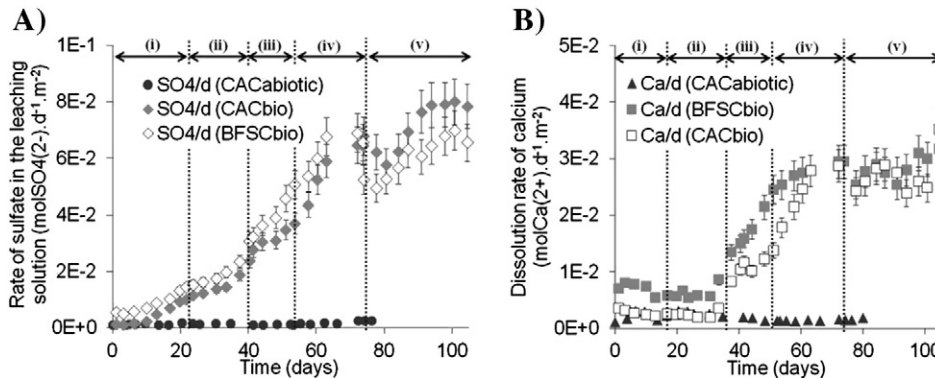 A)
Rate of sulfate in the leaching
solution (molSO4(2-).d-1.m-2)
1E-1
8E-2
6E-2
4E-2
2E-2
0E+0
(i) (ii) (iii) (iv) (v)
SO4/d (CACabiotic)
SO4/d (CACbio)
SO4/d (BFSCbio)
0 20 40 60 80 100
Time (days)
B)
Dissolution rate of calcium
(molCa(2+).d-1.m-2)
5E-2
4E-2
3E-2
2E-2
1E-2
0E+0
(i) (ii) (iii) (iv) (v)
Ca/d (CACabiotic)
Ca/d (BFSCbio)
Ca/d (CACbio)
0 20 40 60 80 100
Time (days)